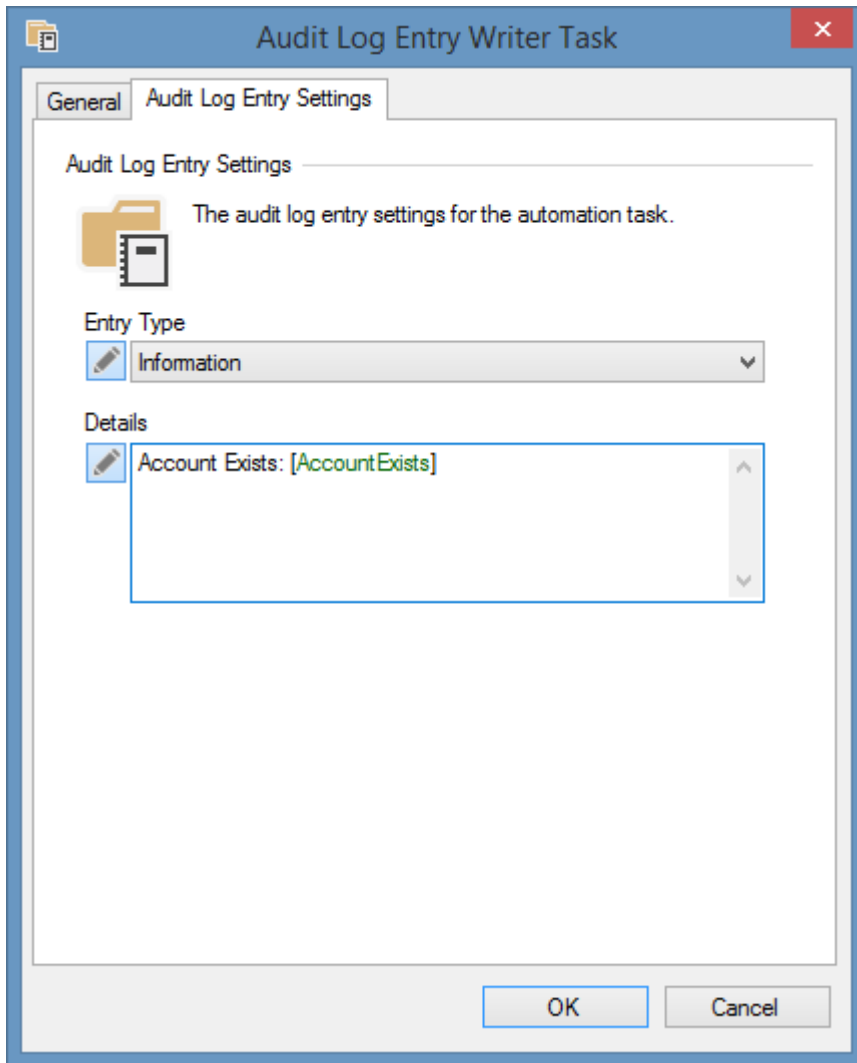 Audit Log Entry Writer Task
General
Audit Log Entry Settings
Audit Log Entry Settings
The audit log entry settings for the automation task.
Entry Type
Information
Details
Account Exists: [AccountExists]
OK
Cancel